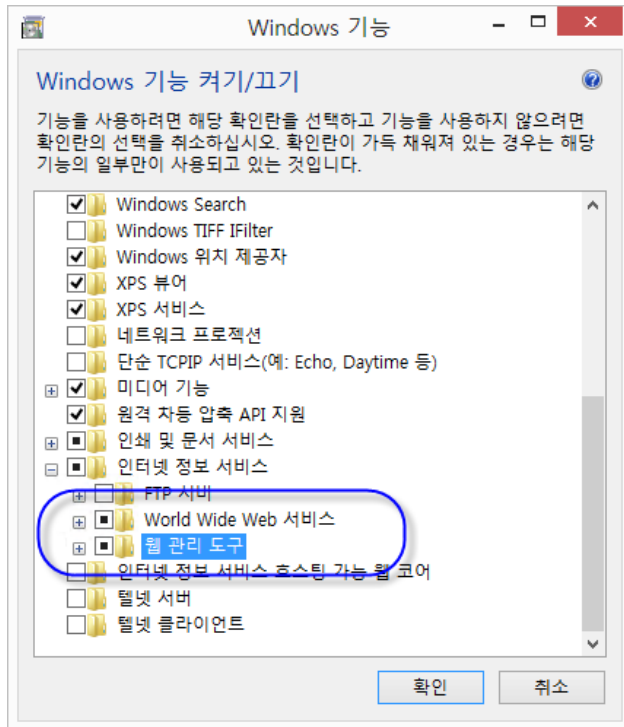 Windows 기능
Windows 기능 켜기/끄기
기능을 사용하려면 해당 확인란을 선택하고 기능을 사용하지 않으려면
확인란의 선택을 취소하십시오. 확인란이 가득 채워져 있는 경우는 해당
기능의 일부만이 사용되고 있는 것입니다.
Windows Search
Windows TIFF IFilter
Windows 위치 제공자
XPS 뷰어
XPS 서비스
네트워크 프로젝션
단순 TCPIP 서비스(예: Echo, Daytime 등)
미디어 기능
원격 차등 압축 API 지원
인쇄 및 문서 서비스
인터넷 정보 서비스
FTP 서버
World Wide Web 서비스
웹 관리 도구
인터넷 정보 서비스 호스팅 가능 웹 코어
텔넷 서버
텔넷 클라이언트
확인
취소